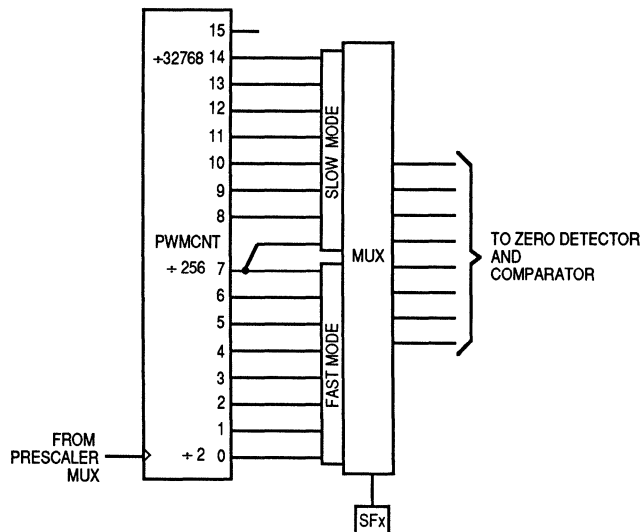 15
÷32768 14
13
12
11
10
9
8
PWMCNT
÷ 256 7
6
5
4
3
2
1
÷ 2 0
FROM
PRESCALER
MUX
SLOW MODE
FAST MODE
MUX
SFx
TO ZERO DETECTOR
AND
COMPARATOR